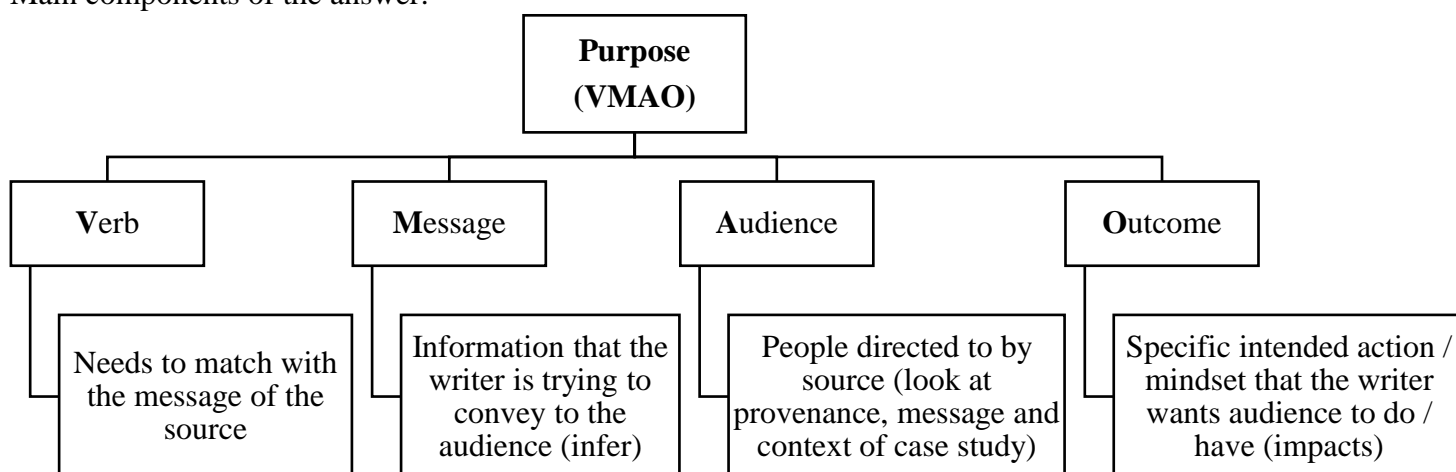 Main components of the answer:
Purpose
(VMAO)
Verb
Message
Audience
Outcome
Needs to match with
the message of the
source
Information that the
writer is trying to
convey to the
audience (infer)
People directed to by
source (look at
provenance, message and
context of case study)
Specific intended action /
mindset that the writer
wants audience to do /
have (impacts)